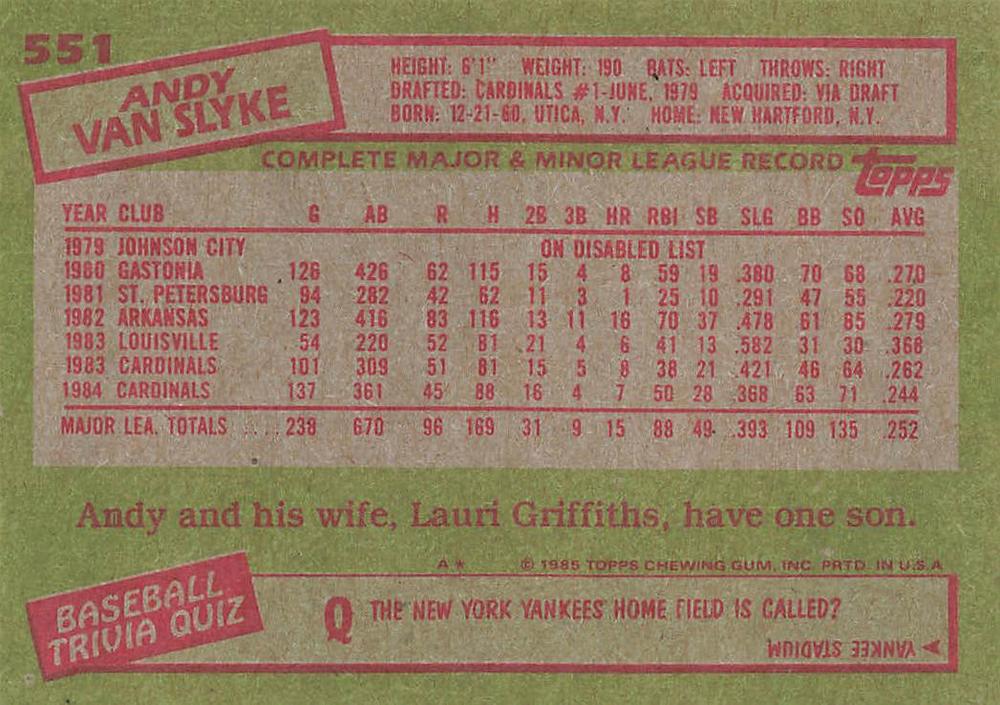 551
ANDY
VAN SLYKE
HEIGHT: 6'1" WEIGHT: 190 BATS: LEFT THROWS: RIGHT
DRAFTED: CARDINALS #1-JUNE, 1979 ACQUIRED: VIA DRAFT
BORN: 12-21-60, UTICA, N.Y. HOME: NEW HARTFORD, N.Y.
COMPLETE MAJOR & MINOR LEAGUE RECORD TOPPS
YEAR CLUB G AB R H 2B 3B HR RBI SB SLG BB SO AVG
1979 JOHNSON CITY ON DISABLED LIST
1980 GASTONIA 126 426 62 115 15 4 8 59 19 .380 70 68 .270
1981 ST. PETERSBURG 94 282 42 62 11 3 1 25 10 .291 47 55 .220
1982 ARKANSAS 123 416 83 116 13 11 16 70 37 .478 61 85 .279
1983 LOUISVILLE 54 220 52 81 21 4 6 41 13 .582 31 30 .368
1983 CARDINALS 101 309 51 81 15 5 8 38 21 .421 46 64 .262
1984 CARDINALS 137 361 45 88 16 4 7 50 28 .368 63 71 .244
MAJOR LEA. TOTALS .... 238 670 96 169 31 9 15 88 49 .393 109 135 .252
Andy and his wife, Lauri Griffiths, have one son.
A* © 1985 TOPPS CHEWING GUM, INC. PRTD. IN U.S.A.
BASEBALL
TRIVIA QUIZ
Q THE NEW YORK YANKEES HOME FIELD IS CALLED?
YANKEE STADIUM